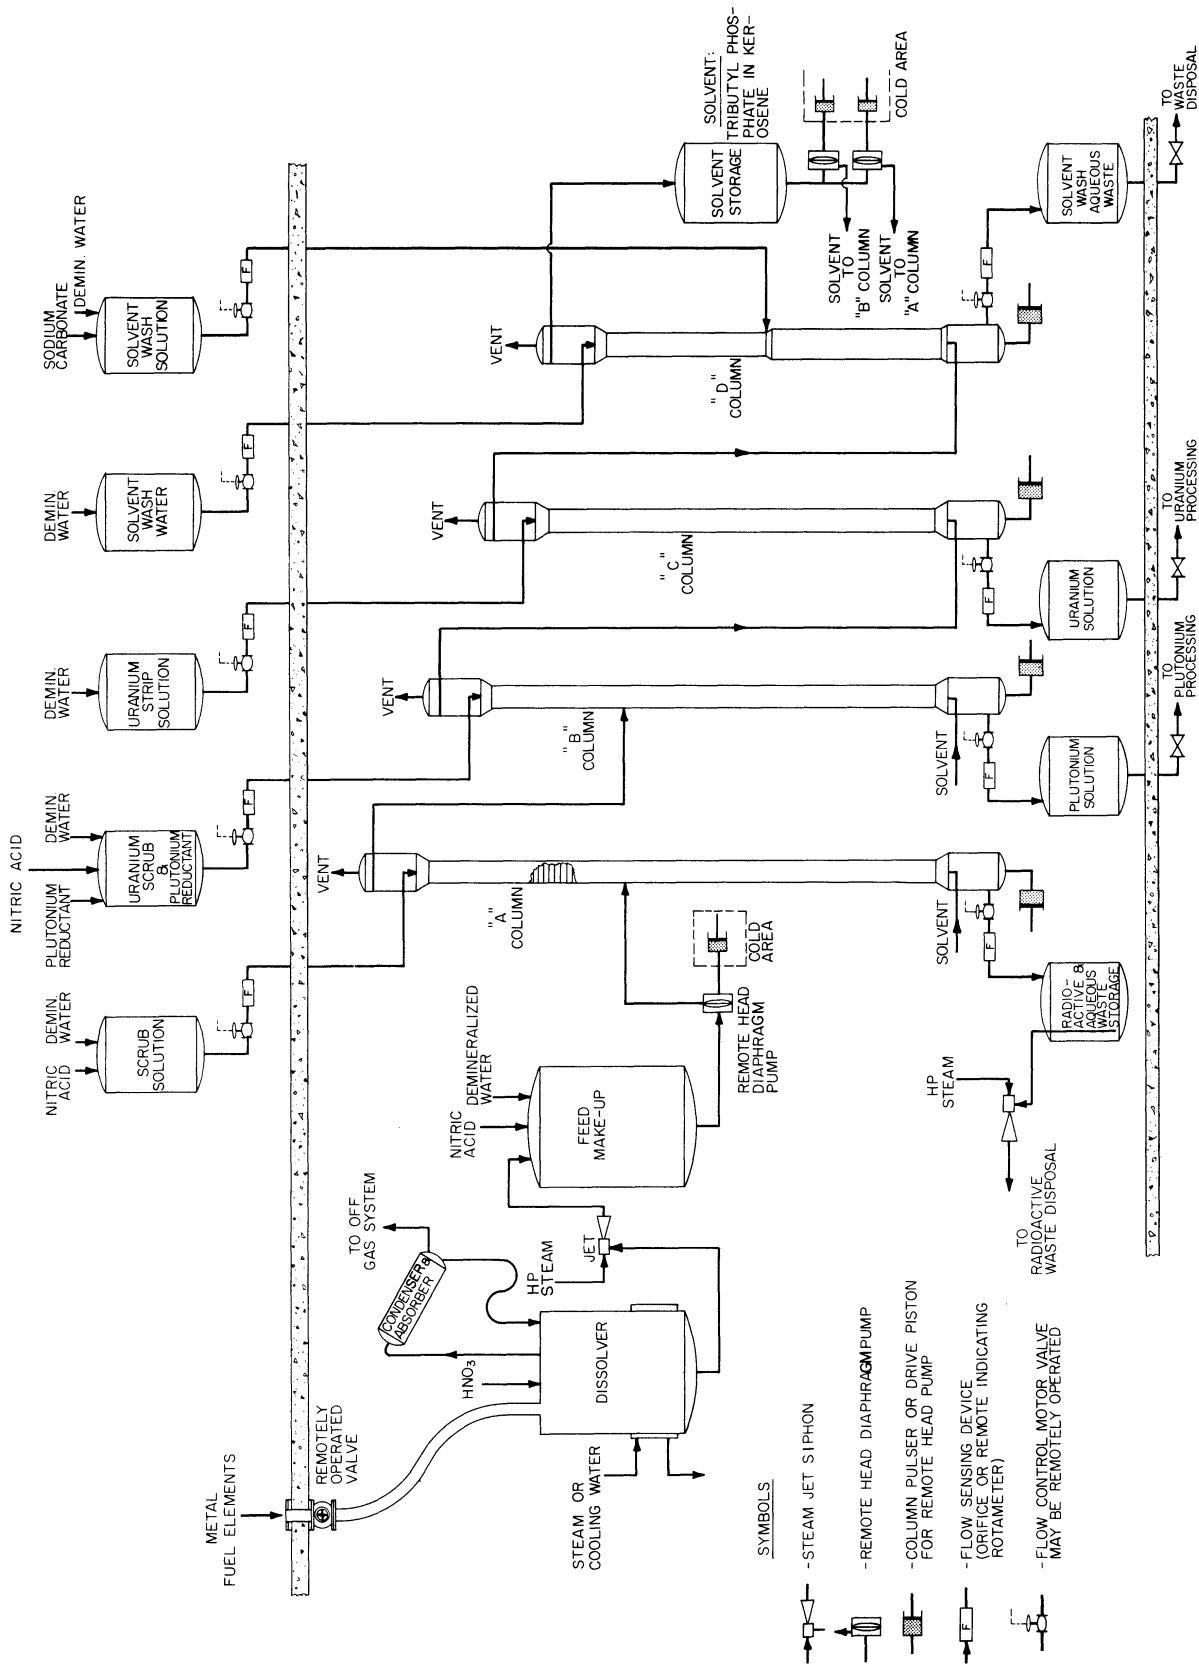 METAL
FUEL ELEMENTS
REMOTELY
OPERATED
VALVE
STEAM OR
COOLING WATER
HNO3
DISSOLVER
CONDENSER &
ABSORBER
TO OFF
GAS SYSTEM
HP
STEAM
JET
NITRIC
ACID
DEMINERALIZED
WATER
FEED
MAKE-UP
REMOTE HEAD
DIAPHRAGM
PUMP
COLD
AREA
NITRIC
ACID
DEMIN.
WATER
SCRUB
SOLUTION
F
NITRIC ACID
PLUTONIUM
REDUCTANT
DEMIN
WATER
URANIUM
SCRUB
&
PLUTONIUM
REDUCTANT
F
DEMIN.
WATER
URANIUM
STRIP
SOLUTION
F
DEMIN
WATER
SOLVENT
WASH
WATER
F
SODIUM
CARBONATE
DEMIN. WATER
SOLVENT
WASH
SOLUTION
F
VENT
"A"
COLUMN
SOLVENT
F
RADIO-
ACTIVE &
AQUEOUS
WASTE
STORAGE
HP
STEAM
TO
RADIOACTIVE
WASTE DISPOSAL
VENT
"B"
COLUMN
SOLVENT
F
PLUTONIUM
SOLUTION
TO
PLUTONIUM
PROCESSING
VENT
"C"
COLUMN
F
URANIUM
SOLUTION
TO
URANIUM
PROCESSING
VENT
"D"
COLUMN
F
SOLVENT
WASH
AQUEOUS
WASTE
TO
WASTE
DISPOSAL
SOLVENT
STORAGE
SOLVENT:
TRIBUTYL PHOS-
PHATE IN KER-
OSENE
COLD AREA
SOLVENT
TO
"B" COLUMN
SOLVENT
TO
"A" COLUMN
SYMBOLS
- STEAM JET SIPHON
- REMOTE HEAD DIAPHRAGM PUMP
- COLUMN PULSER OR DRIVE PISTON
FOR REMOTE HEAD PUMP
F
- FLOW SENSING DEVICE
(ORIFICE OR REMOTE INDICATING
ROTAMETER)
- FLOW CONTROL MOTOR VALVE
MAY BE REMOTELY OPERATED